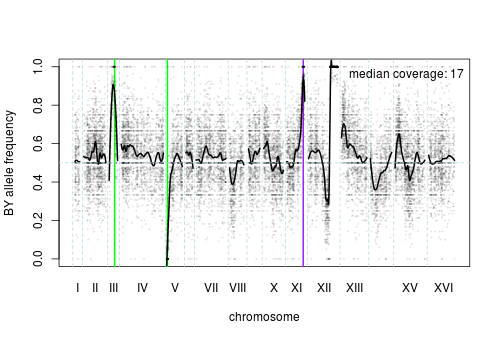 median coverage: 17
BY allele frequency
1.0
0.8
0.6
0.4
0.2
0.0
I II III IV V VII VIII X XI XII XIII XV XVI
chromosome